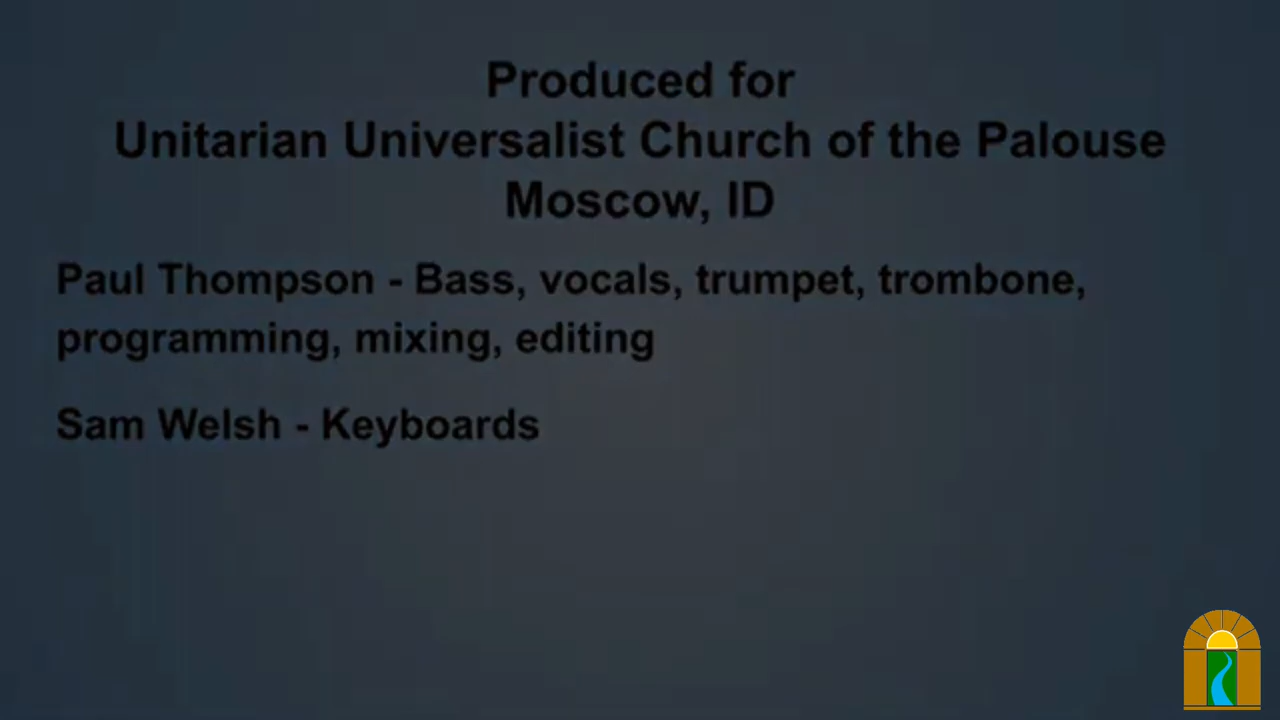 Produced for
Unitarian Universalist Church of the Palouse
Moscow, ID
Paul Thompson - Bass, vocals, trumpet, trombone,
programming, mixing, editing
Sam Welsh - Keyboards